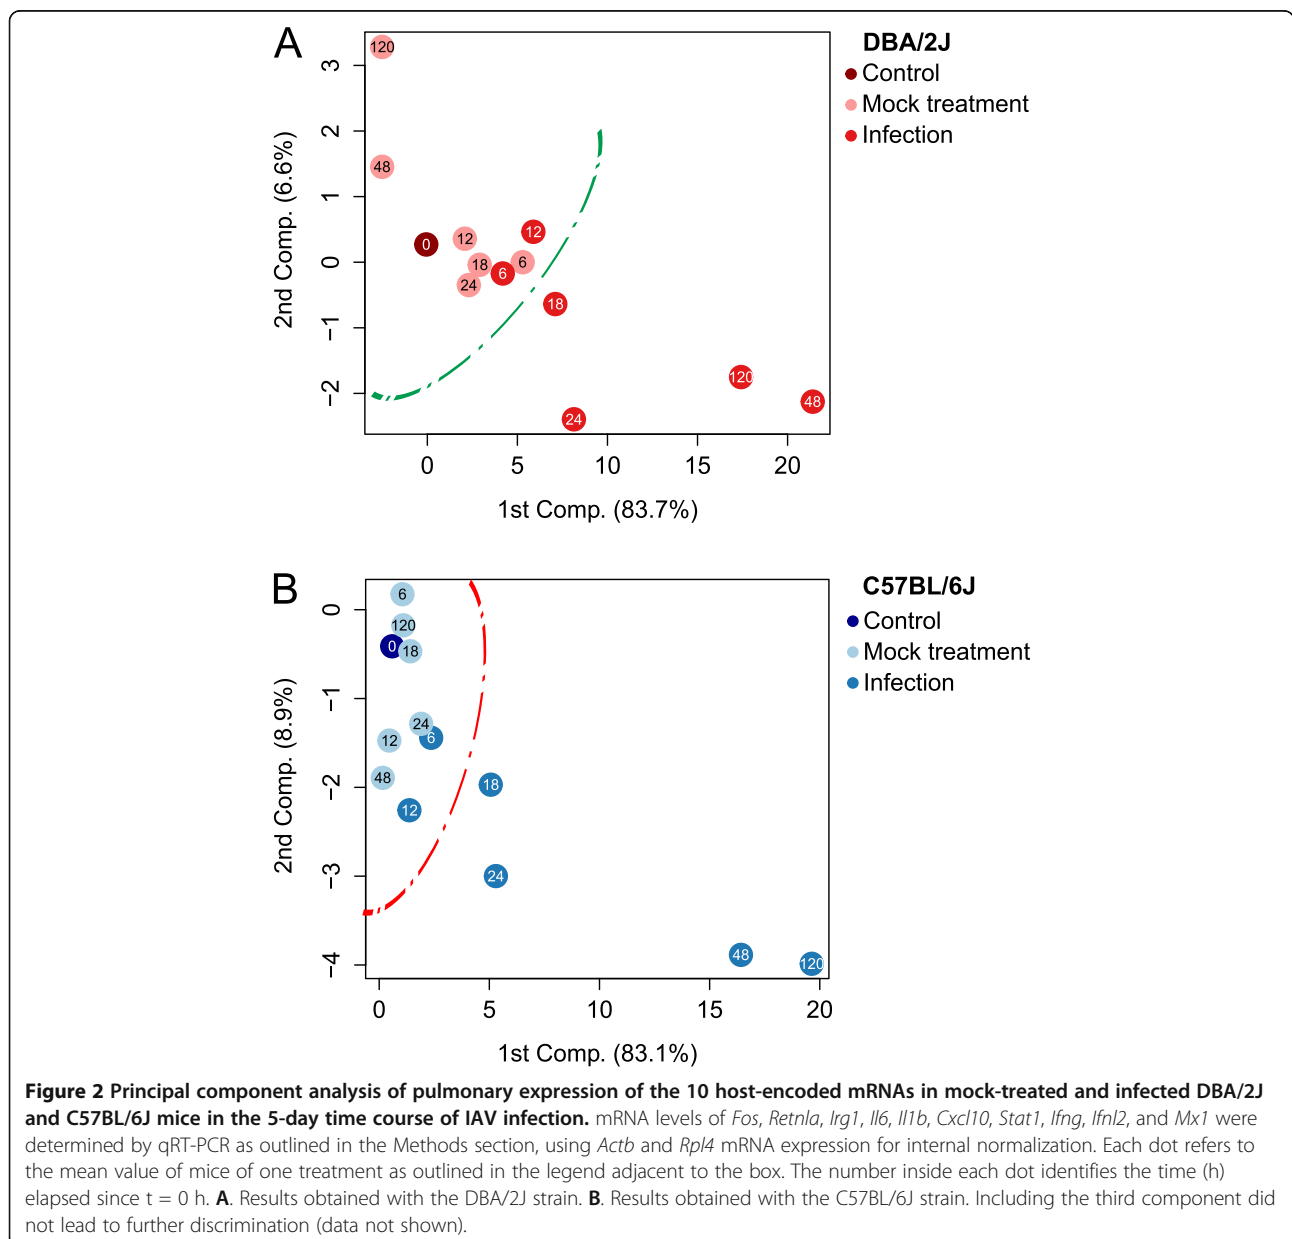 A
DBA/2J
Control
Mock treatment
Infection
2nd Comp. (6.6%)
3
2
1
0
−1
−2
120
48
0
12
12
18
6
6
24
18
120
48
24
0 5 10 15 20
1st Comp. (83.7%)
B
C57BL/6J
Control
Mock treatment
Infection
2nd Comp. (8.9%)
0
−1
−2
−3
−4
6
120
0
18
24
6
12
48
18
12
24
48
120
0 5 10 15 20
1st Comp. (83.1%)
Figure 2 Principal component analysis of pulmonary expression of the 10 host-encoded mRNAs in mock-treated and infected DBA/2J
and C57BL/6J mice in the 5-day time course of IAV infection. mRNA levels of Fos, Retnla, Irg1, Il6, Il1b, Cxcl10, Stat1, Ifng, Ifnl2, and Mx1 were
determined by qRT-PCR as outlined in the Methods section, using Actb and Rpl4 mRNA expression for internal normalization. Each dot refers to
the mean value of mice of one treatment as outlined in the legend adjacent to the box. The number inside each dot identifies the time (h)
elapsed since t = 0 h. A. Results obtained with the DBA/2J strain. B. Results obtained with the C57BL/6J strain. Including the third component did
not lead to further discrimination (data not shown).